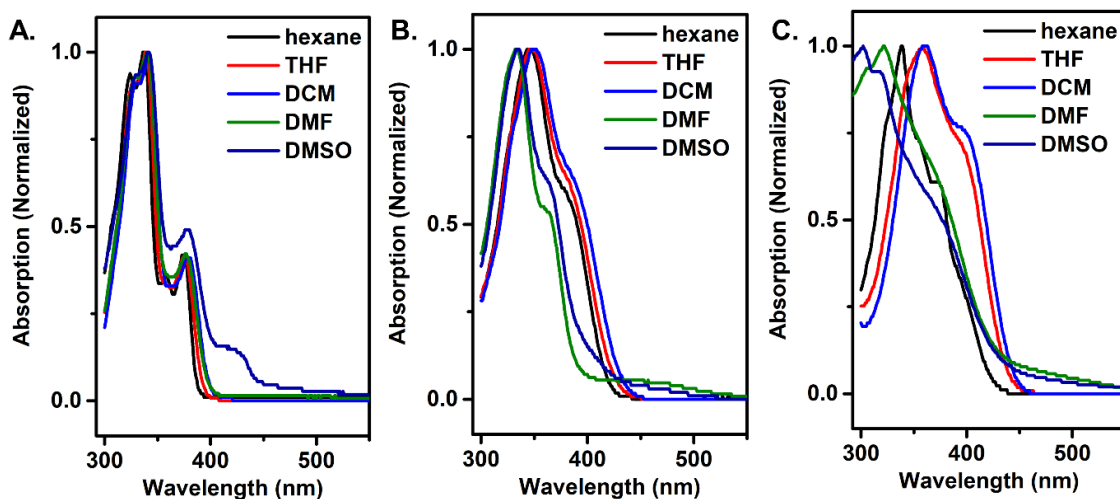 A.
hexane
THF
DCM
DMF
DMSO
Absorption (Normalized)
1.0
0.5
0.0
300
400
500
Wavelength (nm)
B.
hexane
THF
DCM
DMF
DMSO
Absorption (Normalized)
1.0
0.5
0.0
300
400
500
Wavelength (nm)
C.
hexane
THF
DCM
DMF
DMSO
Absorption (Normalized)
1.0
0.5
0.0
300
400
500
Wavelength (nm)